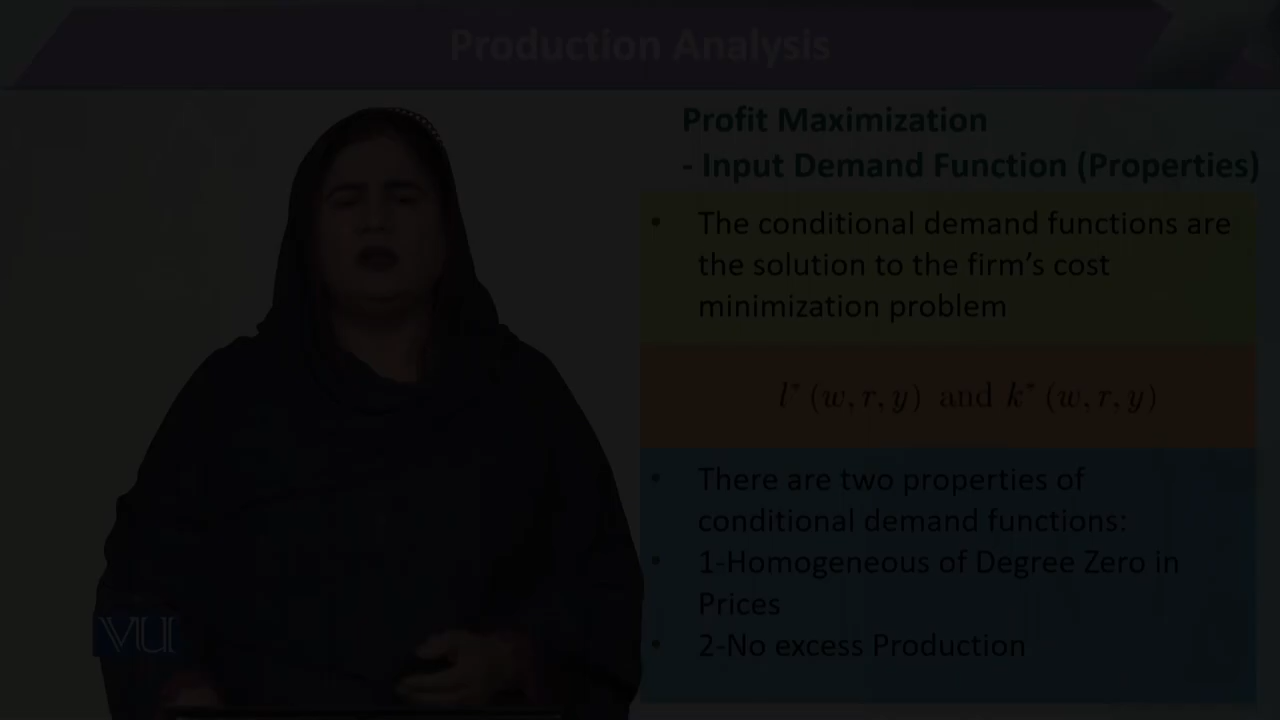 Production Analysis
Profit Maximization
- Input Demand Function (Properties)
• The conditional demand functions are
the solution to the firm's cost
minimization problem
l* (w, r, y) and k* (w, r, y)
• There are two properties of
conditional demand functions:
• 1-Homogeneous of Degree Zero in
Prices
• 2-No excess Production
VU